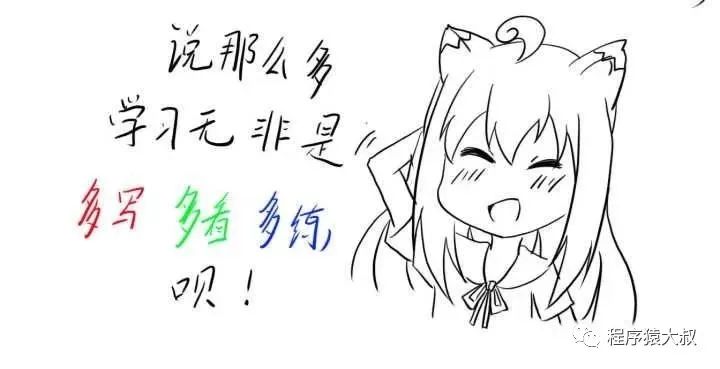 说那么多
学习无非是
多写 多看 多练,
呗!
程序猿大叔